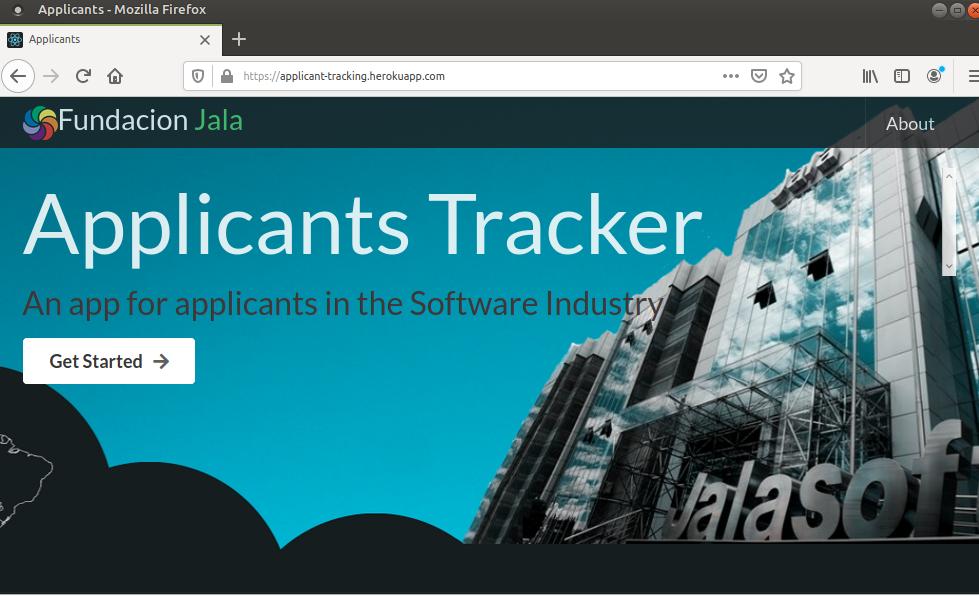 Applicants - Mozilla Firefox
Applicants
https://applicant-tracking.herokuapp.com
Fundacion Jala
About
Jala
Applicants Tracker
An app for applicants in the Software Industry
Get Started
Jalasoft